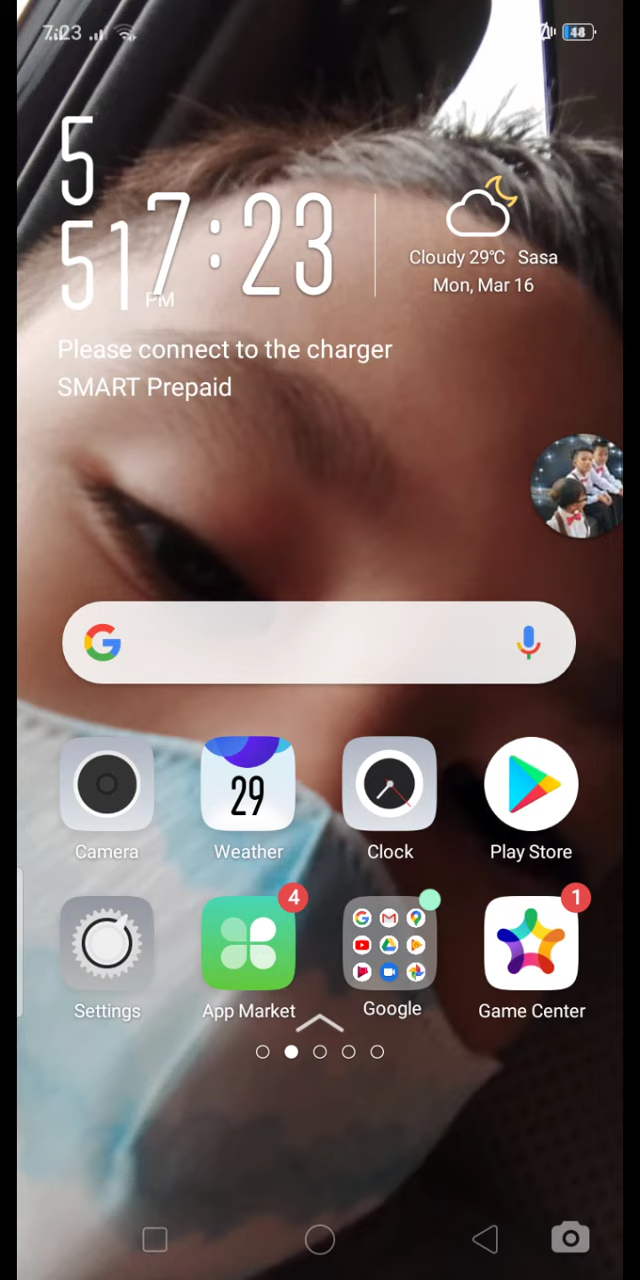 7:23
48
5
51
7:23
PM
Cloudy 29℃ Sasa
Mon, Mar 16
Please connect to the charger
SMART Prepaid
29
Camera
Weather
Clock
Play Store
4
1
Settings
App Market
Google
Game Center